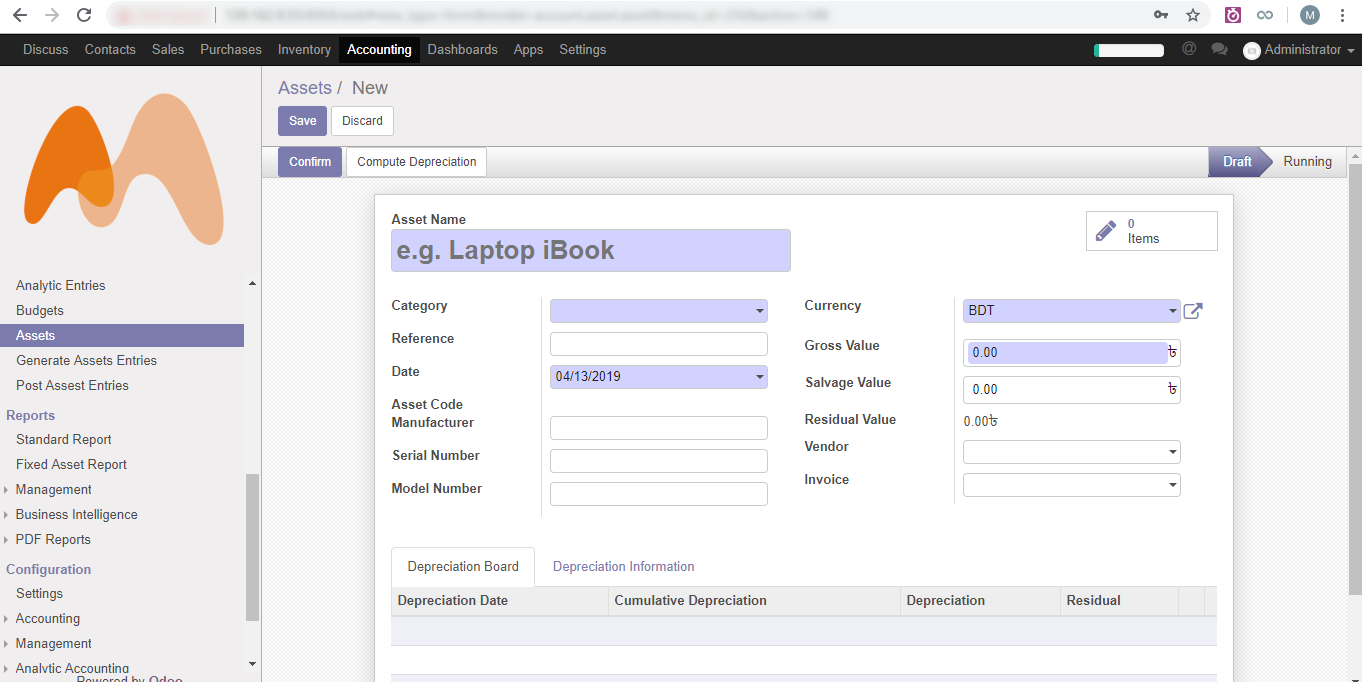 M
Discuss Contacts Sales Purchases Inventory Accounting Dashboards Apps Settings @ Administrator
Assets / New
Save Discard
Confirm Compute Depreciation Draft Running
Analytic Entries
Budgets
Assets
Generate Assets Entries
Post Assest Entries
Reports
Standard Report
Fixed Asset Report
Management
Business Intelligence
PDF Reports
Configuration
Settings
Accounting
Management
Analytic Accounting
Powered by Odoo
Asset Name
e.g. Laptop iBook
0
Items
Category
Reference
Date 04/13/2019
Asset Code
Manufacturer
Serial Number
Model Number
Currency BDT
Gross Value 0.00 ৳
Salvage Value 0.00 ৳
Residual Value 0.00৳
Vendor
Invoice
Depreciation Board Depreciation Information
Depreciation Date Cumulative Depreciation Depreciation Residual